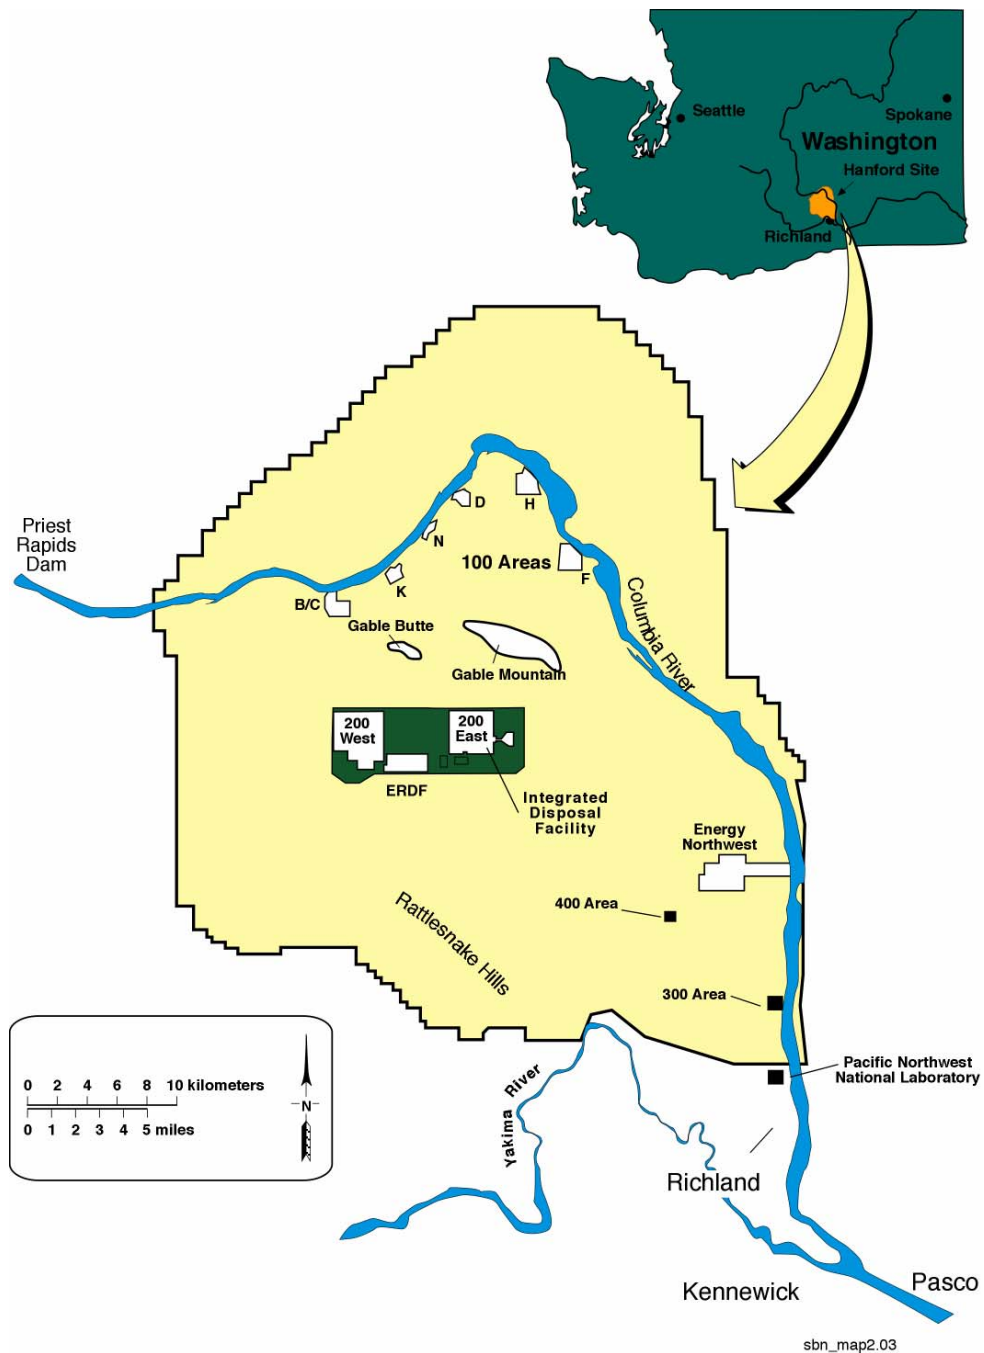 Seattle
Spokane
Washington
Hanford Site
Richland
Priest
Rapids
Dam
D
H
N
100 Areas
F
K
B/C
Columbia River
Gable Butte
Gable Mountain
200
West
200
East
ERDF
Integrated
Disposal
Facility
Energy
Northwest
400 Area
Rattlesnake Hills
300 Area
Pacific Northwest
National Laboratory
0 2 4 6 8 10 kilometers
N
0 1 2 3 4 5 miles
Yakima River
Richland
Kennewick
Pasco
sbn_map2.03